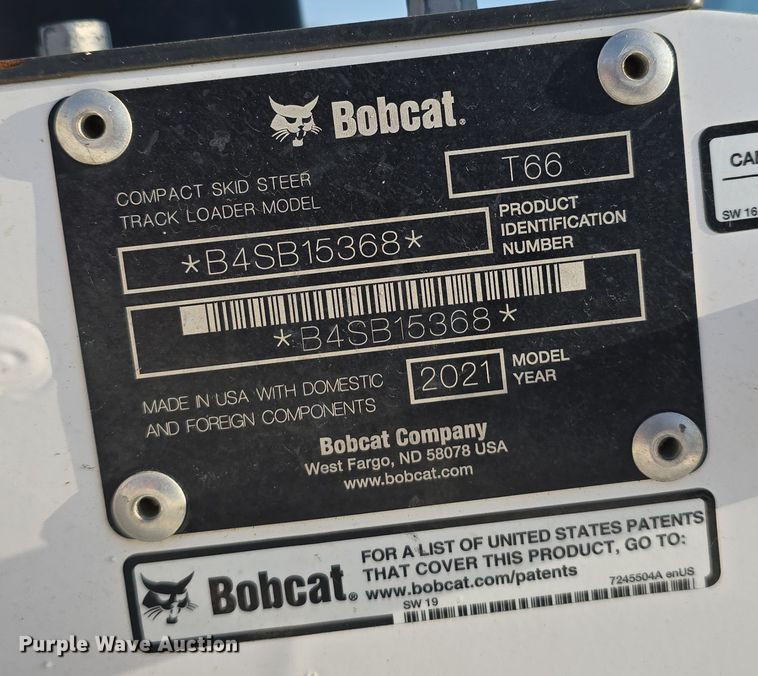 Bobcat®
COMPACT SKID STEER
TRACK LOADER MODEL
T66
*B4SB15368*
PRODUCT
IDENTIFICATION
NUMBER
*B4SB15368*
MADE IN USA WITH DOMESTIC
AND FOREIGN COMPONENTS
2021
MODEL
YEAR
Bobcat Company
West Fargo, ND 58078 USA
www.bobcat.com
CAN
SW 16
Bobcat®
FOR A LIST OF UNITED STATES PATENTS
THAT COVER THIS PRODUCT, GO TO:
www.bobcat.com/patents
7245504A enUS
SW 19
Purple Wave Auction